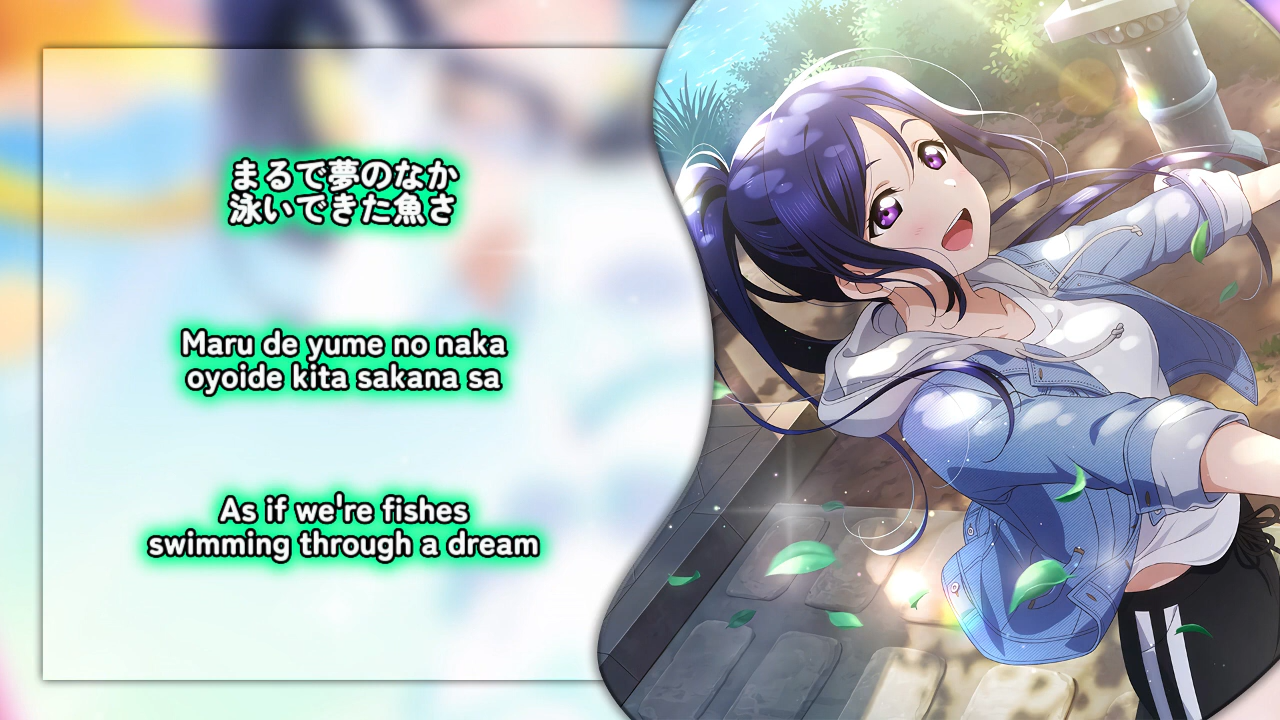 まるで夢のなか
泳いできた魚さ
Maru de yume no naka
oyoide kita sakana sa
As if we're fishes
swimming through a dream